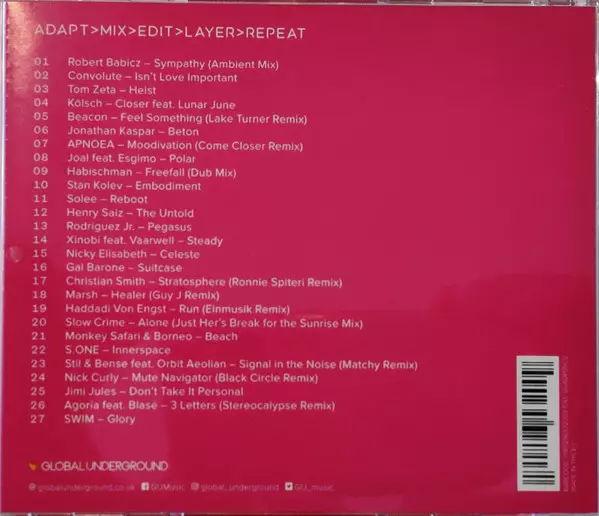 ADAPT>MIX>EDIT>LAYER>REPEAT
01 Robert Babicz – Sympathy (Ambient Mix)
02 Convolute – Isn't Love Important
03 Tom Zeta – Heist
04 Kölsch – Closer feat. Lunar June
05 Beacon – Feel Something (Lake Turner Remix)
06 Jonathan Kaspar – Beton
07 APNOEA – Moodivation (Come Closer Remix)
08 Joal feat. Esgimo – Polar
09 Habischman – Freefall (Dub Mix)
10 Stan Kolev – Embodiment
11 Solee – Reboot
12 Henry Saiz – The Untold
13 Rodriguez Jr. – Pegasus
14 Xinobi feat. Vaarwell – Steady
15 Nicky Elisabeth – Celeste
16 Gal Barone – Suitcase
17 Christian Smith – Stratosphere (Ronnie Spiteri Remix)
18 Marsh – Healer (Guy J Remix)
19 Haddadi Von Engst – Run (Einmusik Remix)
20 Slow Crime – Alone (Just Her's Break for the Sunrise Mix)
21 Monkey Safari & Borneo – Beach
22 S.ONE – Innerspace
23 Stil & Bense feat. Orbit Aeolian – Signal in the Noise (Matchy Remix)
24 Nick Curly – Mute Navigator (Black Circle Remix)
25 Jimi Jules – Don't Take It Personal
26 Agoria feat. Blasé – 3 Letters (Stereocalypse Remix)
27 SWIM – Glory
GLOBAL UNDERGROUND
globalunderground.co.uk GUMusic global_underground GU_music